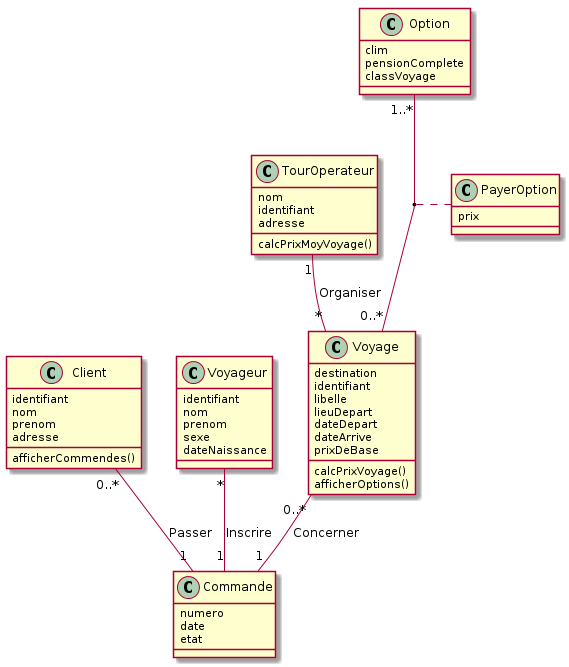 C Option
clim
pensionComplete
classVoyage
1..*
C TourOperateur
nom
identifiant
adresse
calcPrixMoyVoyage()
C PayerOption
prix
1
Organiser
*
0..*
C Client
identifiant
nom
prenom
adresse
afficherCommendes()
C Voyageur
identifiant
nom
prenom
sexe
dateNaissance
C Voyage
destination
identifiant
libelle
lieuDepart
dateDepart
dateArrive
prixDeBase
calcPrixVoyage()
afficherOptions()
0..*
*
0..*
Passer
Inscrire
Concerner
1
1
1
C Commande
numero
date
etat